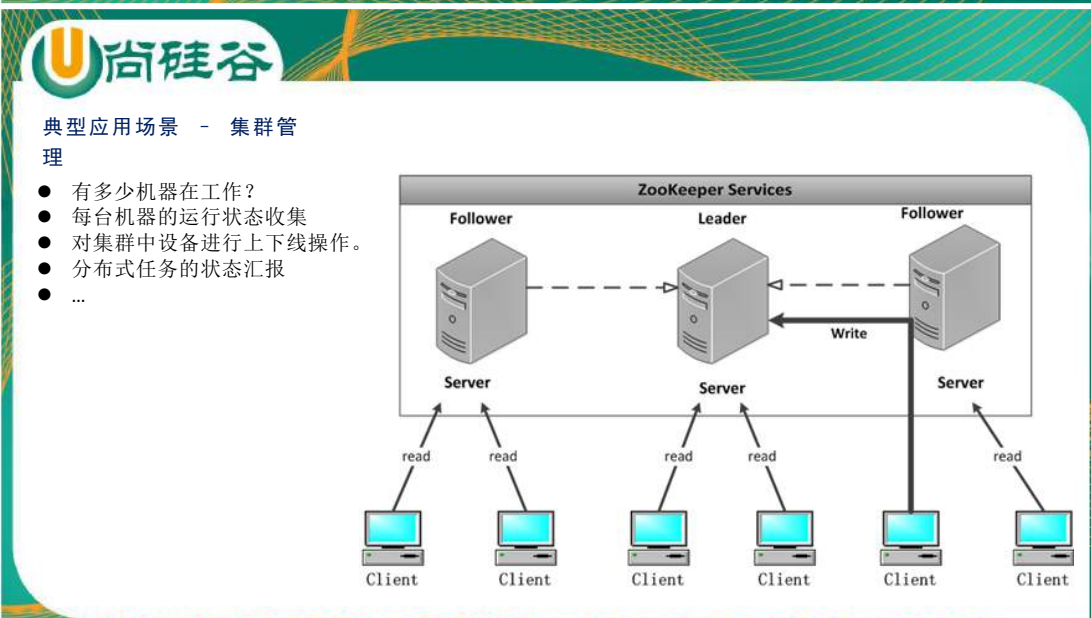 尚硅谷
典型应用场景 – 集群管
理
● 有多少机器在工作?
● 每台机器的运行状态收集
● 对集群中设备进行上下线操作。
● 分布式任务的状态汇报
● …
ZooKeeper Services
Follower Leader Follower
Write
Server Server Server
read read read read read
Client Client Client Client Client Client